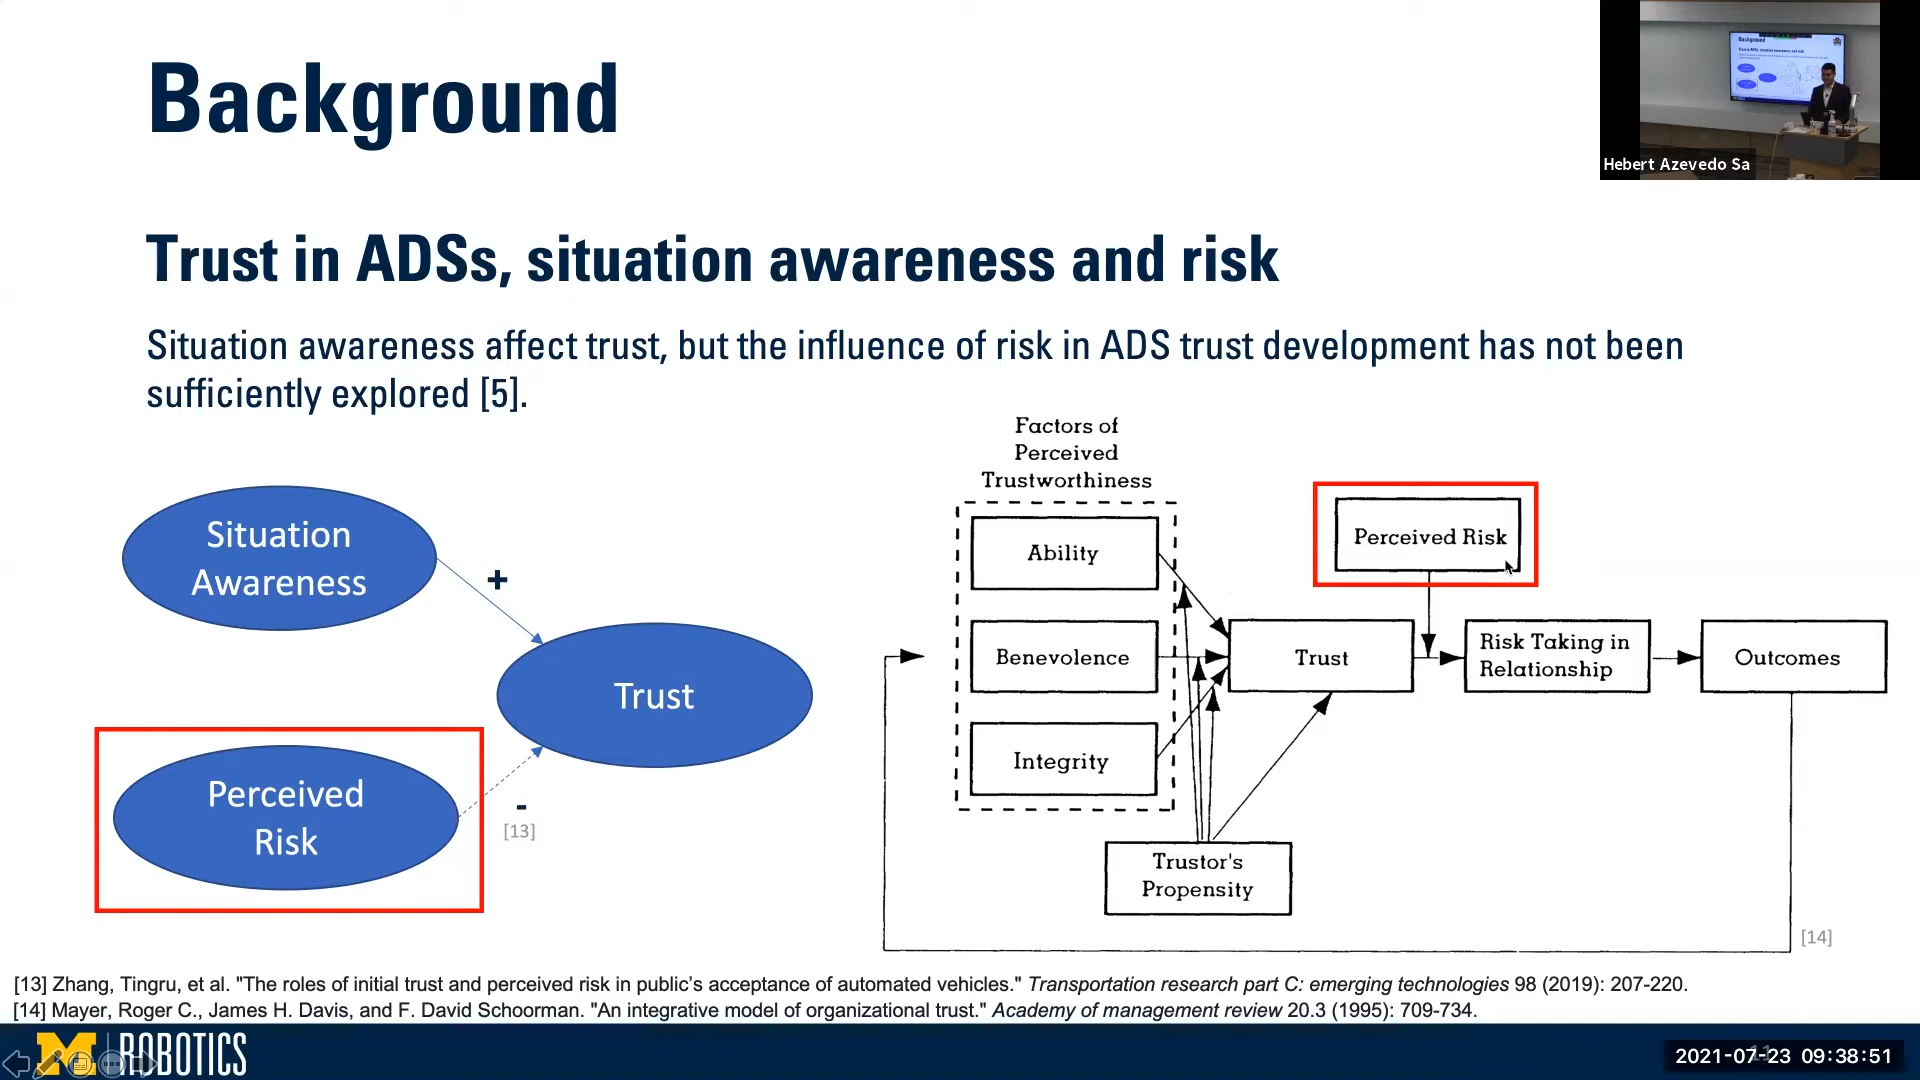 Background
Hebert Azevedo Sa
Trust in ADSs, situation awareness and risk
Situation awareness affect trust, but the influence of risk in ADS trust development has not been
sufficiently explored [5].
Situation
Awareness
+
Trust
Perceived
Risk
-
[13]
Factors of
Perceived
Trustworthiness
Ability
Benevolence
Integrity
Trustor's
Propensity
Trust
Perceived Risk
Risk Taking in
Relationship
Outcomes
[14]
[13] Zhang, Tingru, et al. "The roles of initial trust and perceived risk in public’s acceptance of automated vehicles." Transportation research part C: emerging technologies 98 (2019): 207-220.
[14] Mayer, Roger C., James H. Davis, and F. David Schoorman. "An integrative model of organizational trust." Academy of management review 20.3 (1995): 709-734.
M ROBOTICS
2021-07-23 09:38:51